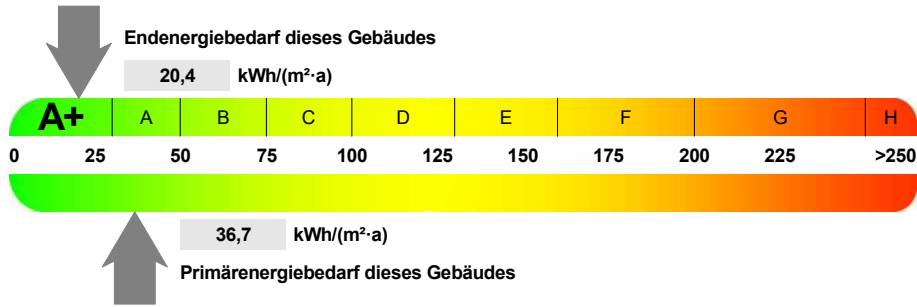 Endenergiebedarf dieses Gebäudes
20,4 kWh/(m²·a)
A+ A B C D E F G H
0 25 50 75 100 125 150 175 200 225 >250
36,7 kWh/(m²·a)
Primärenergiebedarf dieses Gebäudes